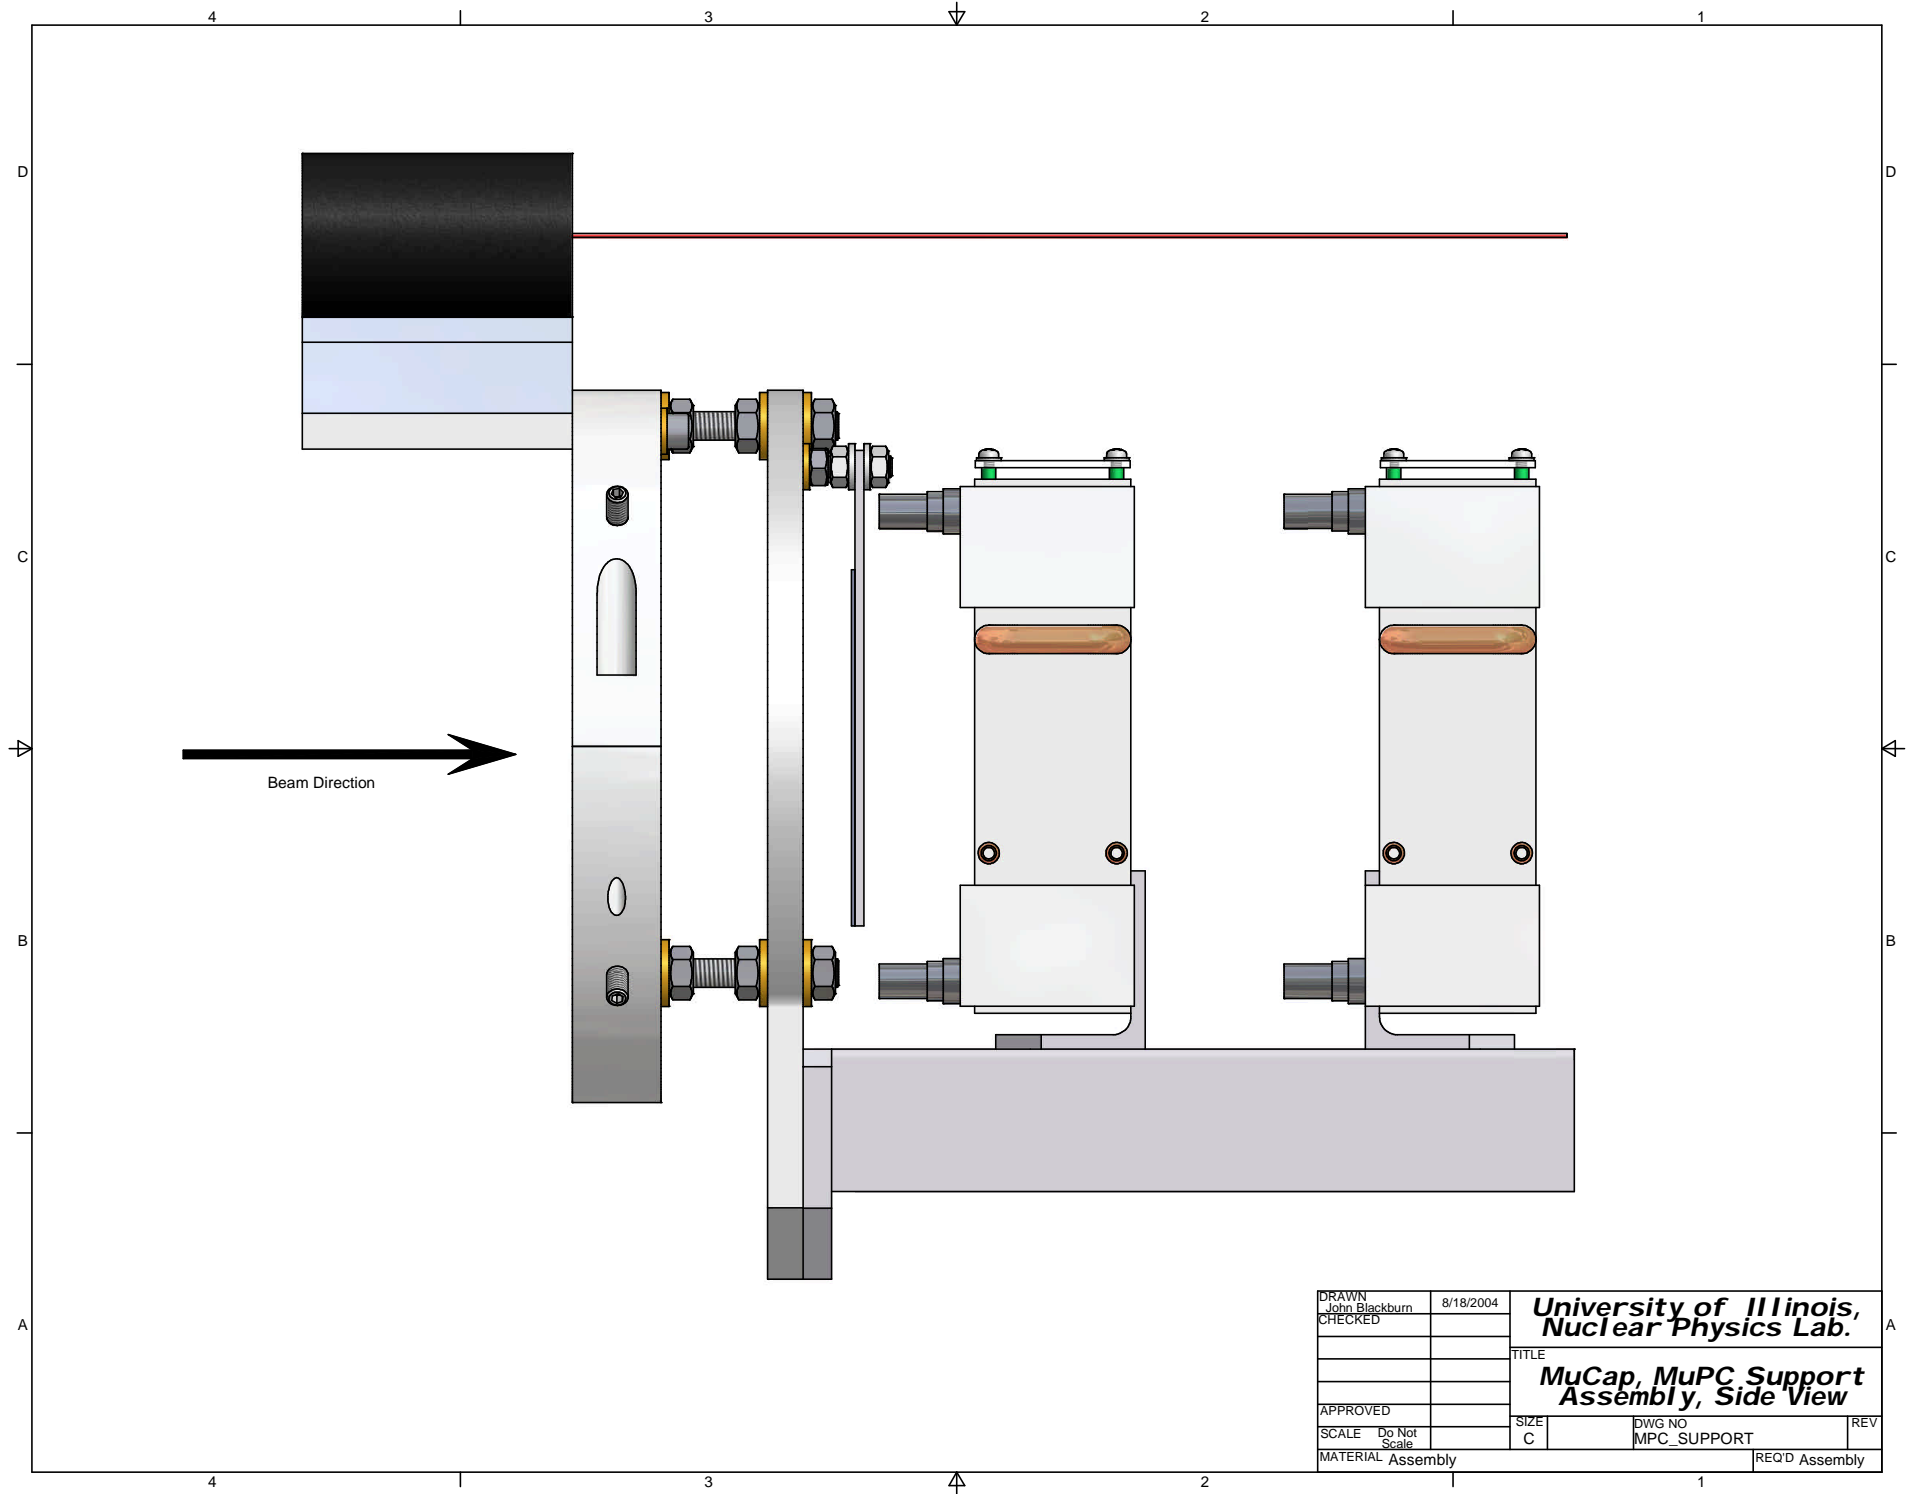 4 3 2 1
D D
C C
Beam Direction
B B
A A
DRAWN
John Blackburn 8/18/2004
CHECKED
University of Illinois,
Nuclear Physics Lab.
TITLE
MuCap, MuPC Support
Assembly, Side View
APPROVED
SIZE
C
DWG NO
MPC_SUPPORT
REV
SCALE Do Not
Scale
MATERIAL Assembly
REQ'D Assembly
4 3 2 1